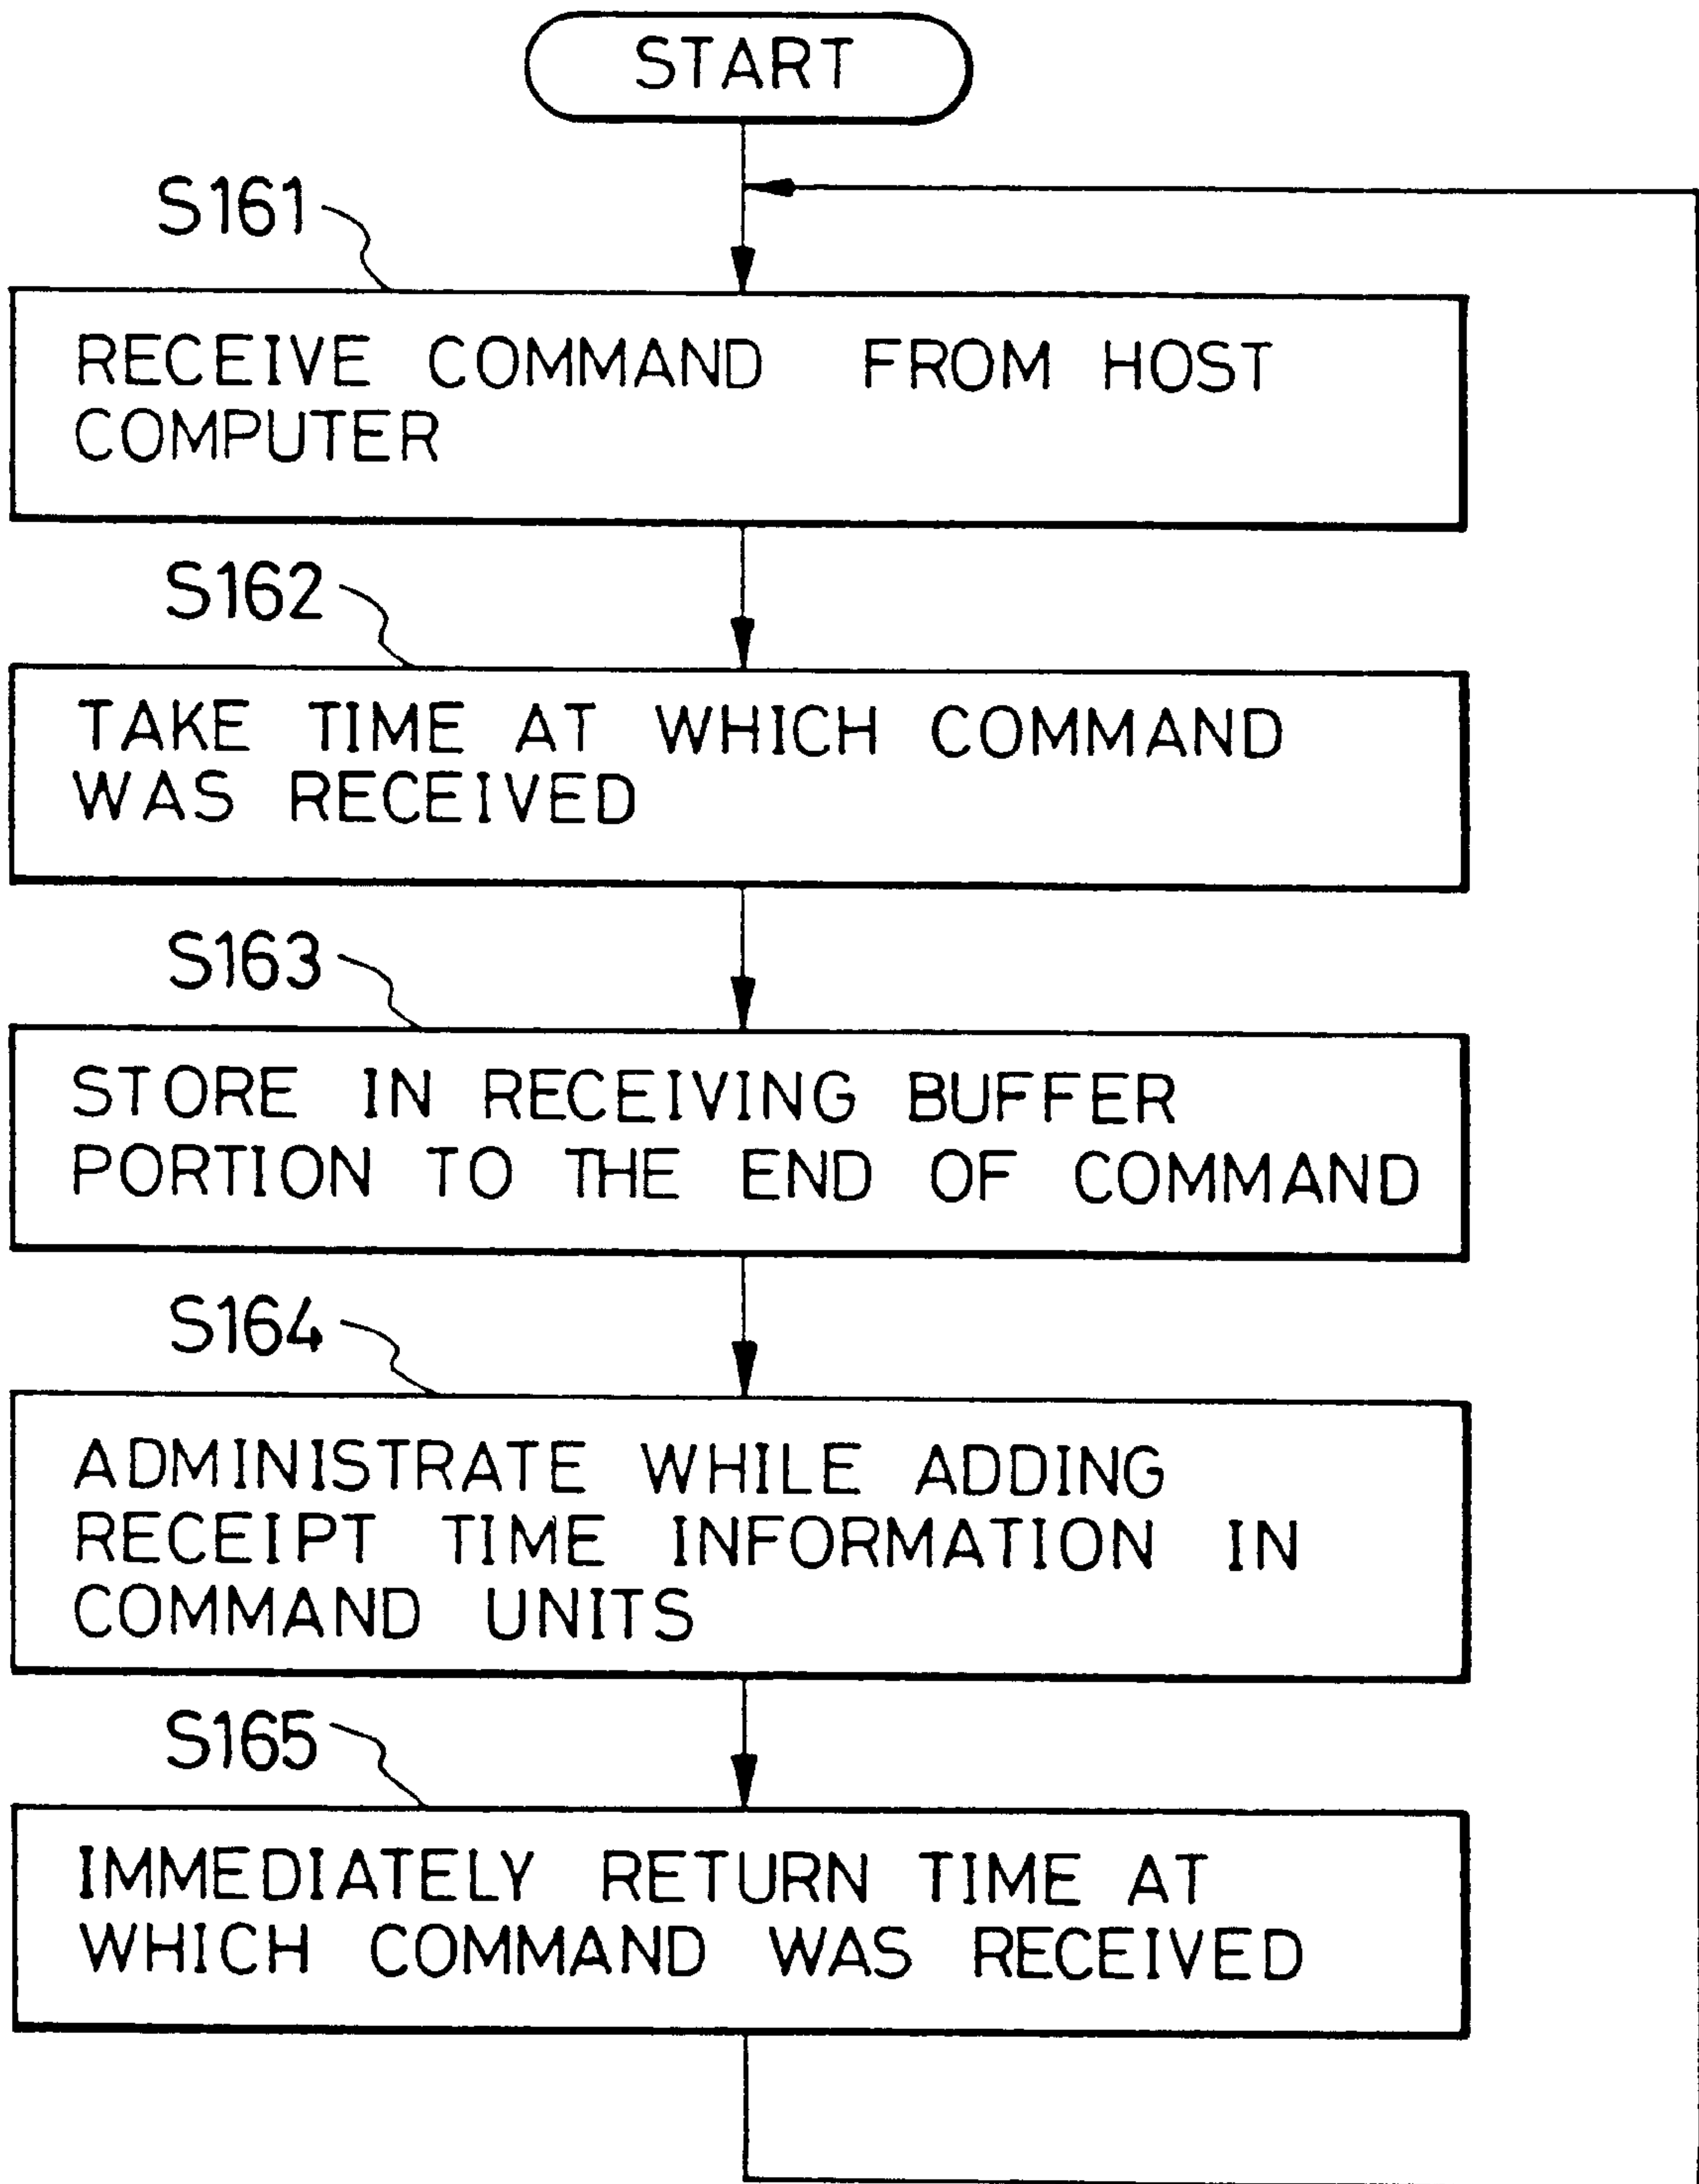 START
S161
RECEIVE COMMAND FROM HOST
COMPUTER
S162
TAKE TIME AT WHICH COMMAND
WAS RECEIVED
S163
STORE IN RECEIVING BUFFER
PORTION TO THE END OF COMMAND
S164
ADMINISTRATE WHILE ADDING
RECEIPT TIME INFORMATION IN
COMMAND UNITS
S165
IMMEDIATELY RETURN TIME AT
WHICH COMMAND WAS RECEIVED